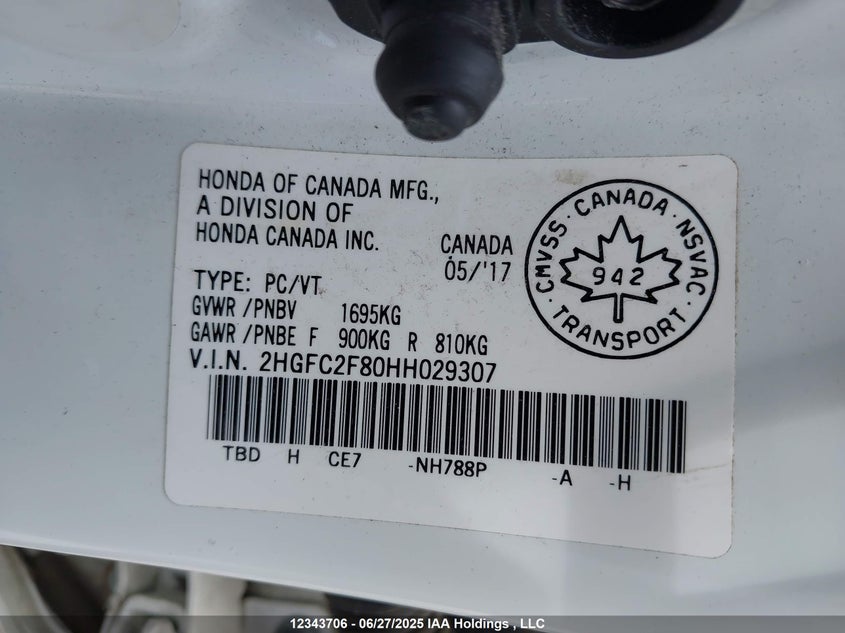 HONDA OF CANADA MFG.,
A DIVISION OF
HONDA CANADA INC.
CANADA
05/'17
TYPE: PC/VT
GVWR /PNBV 1695KG
GAWR /PNBE F 900KG R 810KG
V.I.N. 2HGFC2F80HH029307
TBD H CE7 -NH788P -A -H
CMVSS · CANADA · NSVAC
942
TRANSPORT
12343706 - 06/27/2025 IAA Holdings , LLC